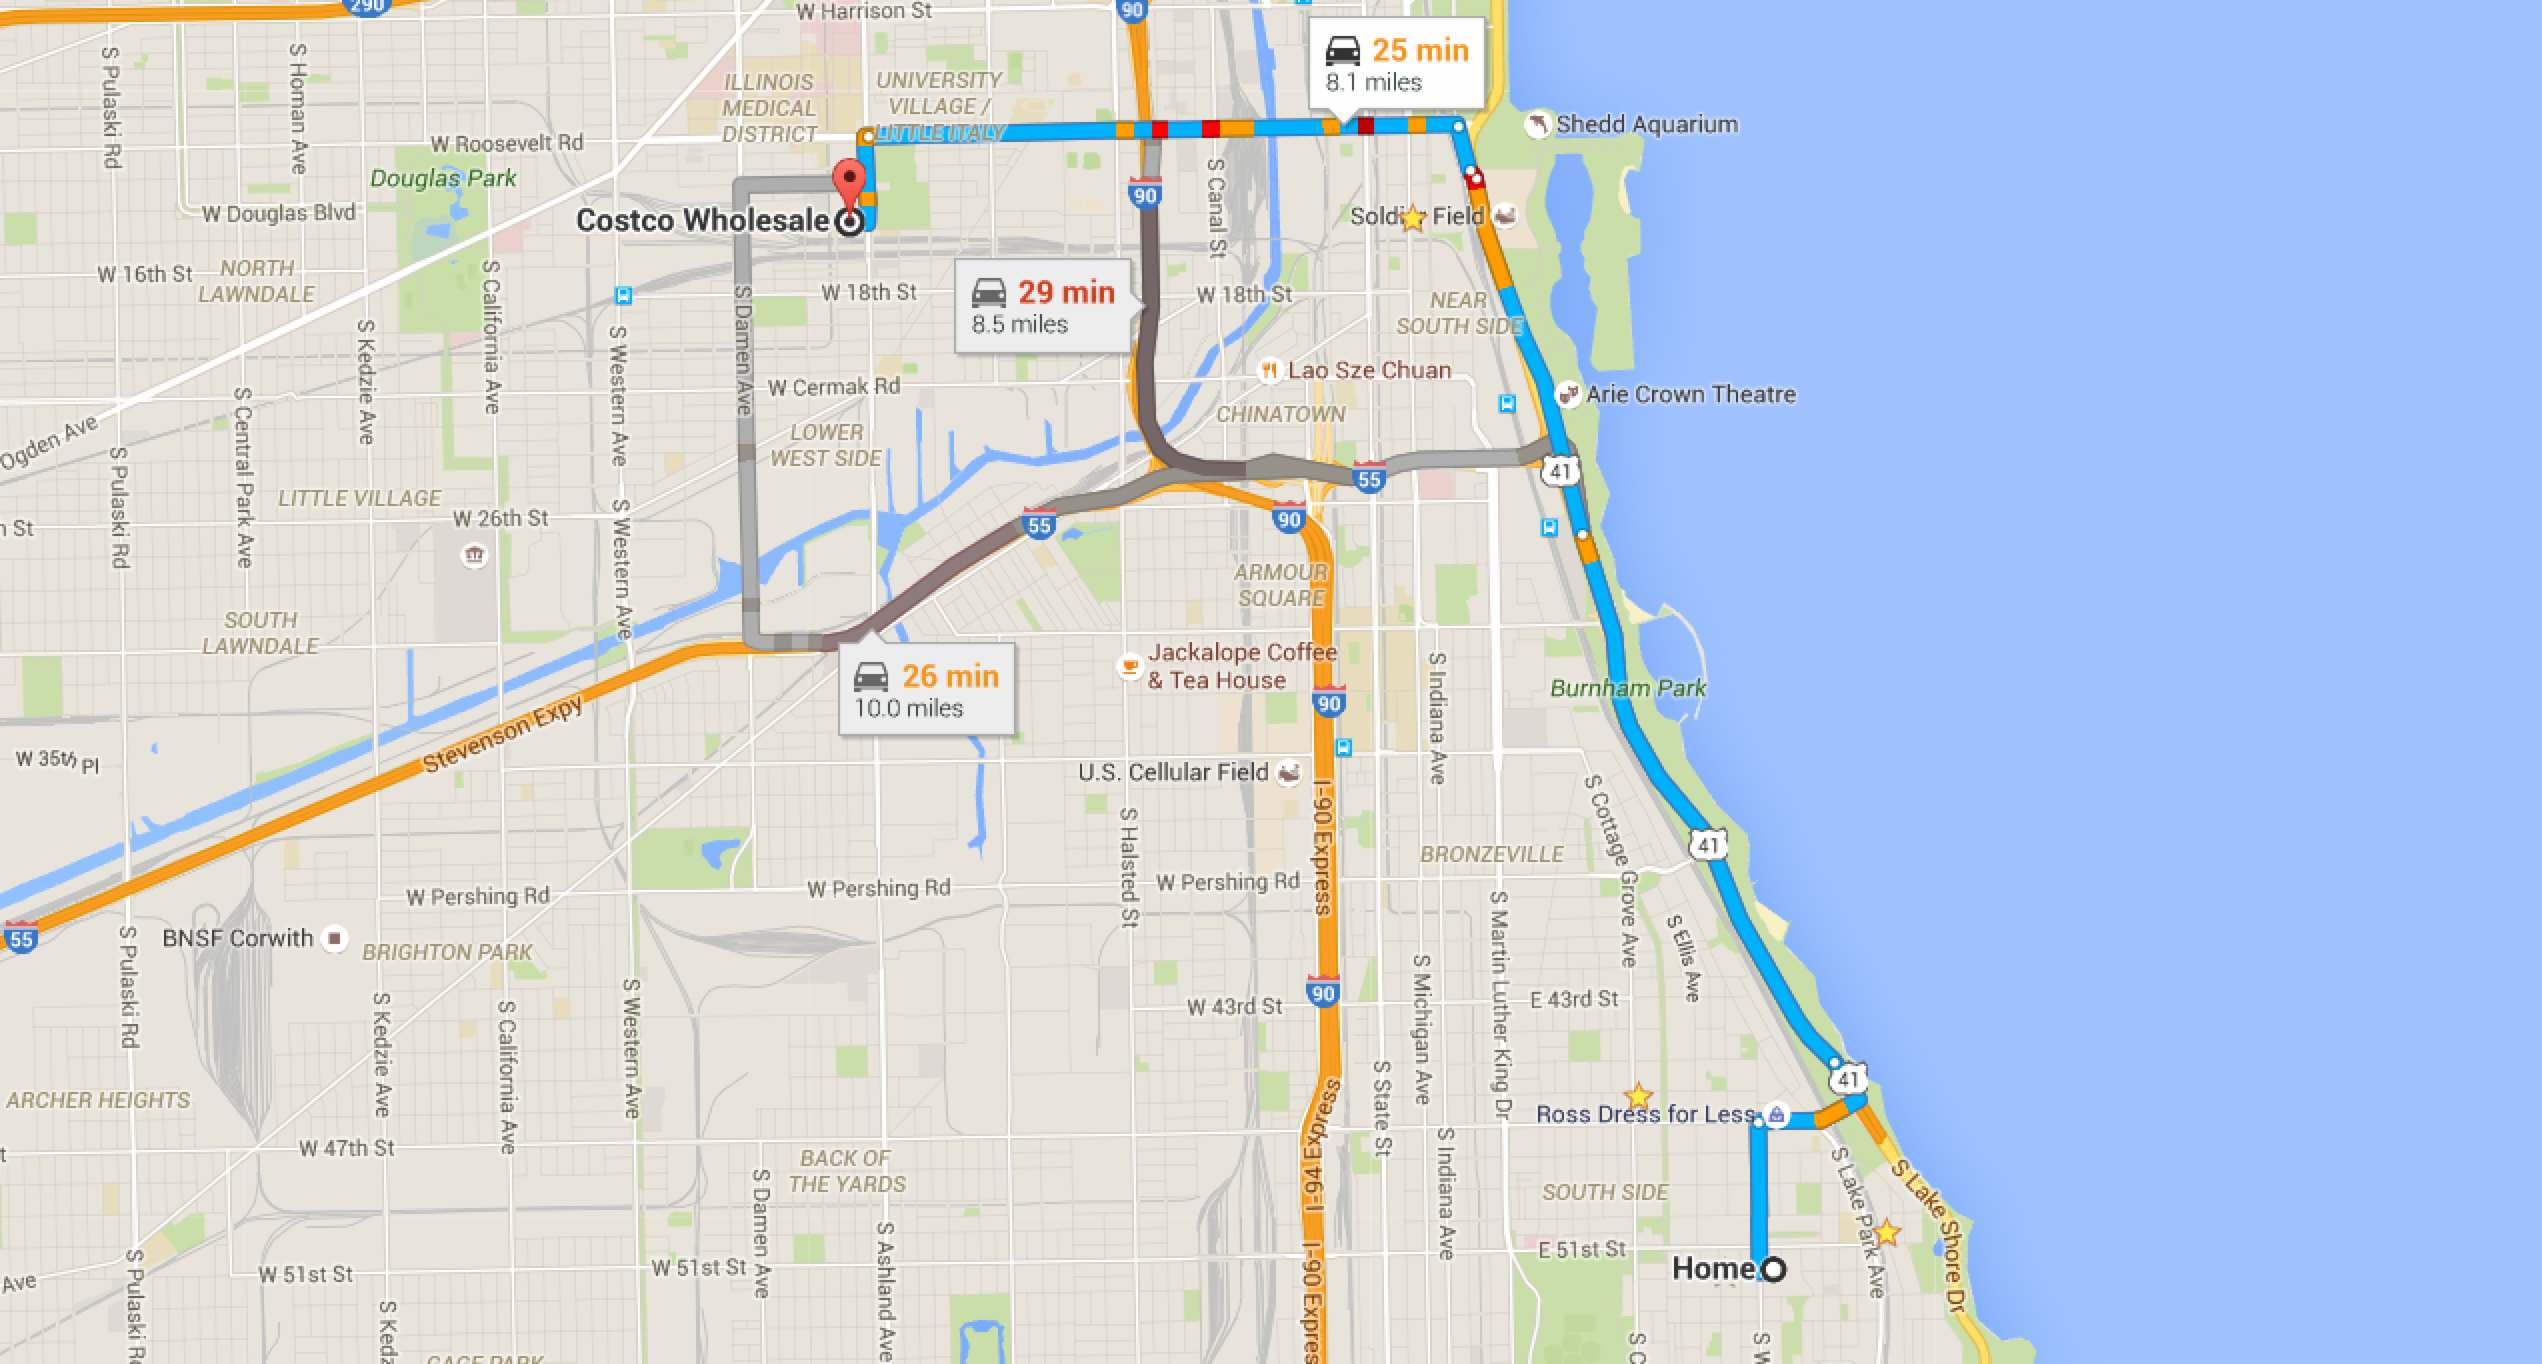 290
W Harrison St
90
25 min
8.1 miles
S Pulaski Rd
S Homan Ave
ILLINOIS
MEDICAL
DISTRICT
UNIVERSITY
VILLAGE /
LITTLE ITALY
Shedd Aquarium
W Roosevelt Rd
Douglas Park
W Douglas Blvd
Costco Wholesale
90
S Canal St
Soldier Field
W 16th St
NORTH
LAWNDALE
S California Ave
S Damen Ave
W 18th St
29 min
8.5 miles
W 18th St
NEAR
SOUTH SIDE
S Kedzie Ave
S Western Ave
Lao Sze Chuan
W Cermak Rd
Arie Crown Theatre
CHINATOWN
S Central Park Ave
Ogden Ave
LOWER
WEST SIDE
S Pulaski Rd
55
41
LITTLE VILLAGE
W 26th St
S Western Ave
55
90
ARMOUR
SQUARE
SOUTH
LAWNDALE
Jackalope Coffee
& Tea House
26 min
10.0 miles
S Indiana Ave
Burnham Park
90
Stevenson Expy
W 35th Pl
U.S. Cellular Field
I-90 Express
S Cottage Grove Ave
S Halsted St
41
BRONZEVILLE
W Pershing Rd
W Pershing Rd
W Pershing Rd
55
BNSF Corwith
BRIGHTON PARK
S Pulaski Rd
S Kedzie Ave
S California Ave
S Western Ave
90
S Michigan Ave
S Martin Luther King Dr
S Ellis Ave
W 43rd St
E 43rd St
S State St
41
ARCHER HEIGHTS
Ross Dress for Less
W 47th St
BACK OF
THE YARDS
I-94 Express
S Indiana Ave
S Lake Park Ave
S Lake Shore Dr
SOUTH SIDE
S Damen Ave
S Ashland Ave
E 51st St
Home
W 51st St
W 51st St
Ave
S Pulaski
I-90 Express